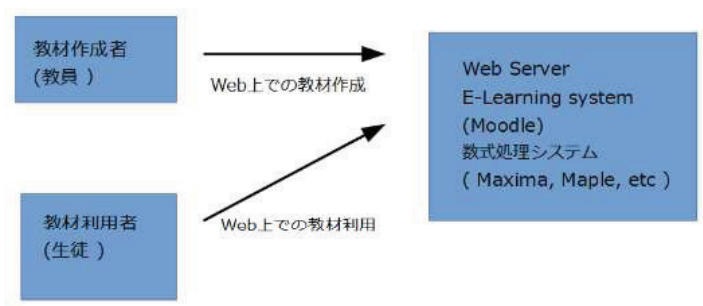 教材作成者
(教員 )
Web上での教材作成
Web Server
E-Learning system
(Moodle)
数式処理システム
( Maxima, Maple, etc )
教材利用者
(生徒 )
Web上での教材利用